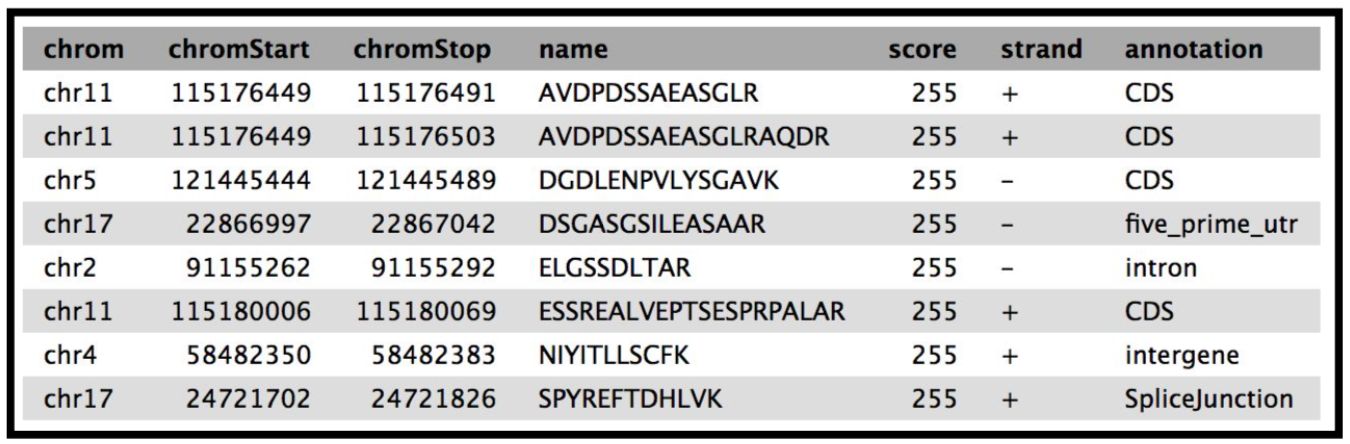 chrom chromStart chromStop name score strand annotation
chr11 115176449 115176491 AVDPDSSAEASGLR 255 + CDS
chr11 115176449 115176503 AVDPDSSAEASGLRAQDR 255 + CDS
chr5 121445444 121445489 DGDLENPVLYSGAVK 255 – CDS
chr17 22866997 22867042 DSGASGSILEASAAR 255 – five_prime_utr
chr2 91155262 91155292 ELGSSDLTAR 255 – intron
chr11 115180006 115180069 ESSREALVEPTSESPRPALAR 255 + CDS
chr4 58482350 58482383 NIYITLLSCFK 255 + intergene
chr17 24721702 24721826 SPYREFTDHLVK 255 + SpliceJunction